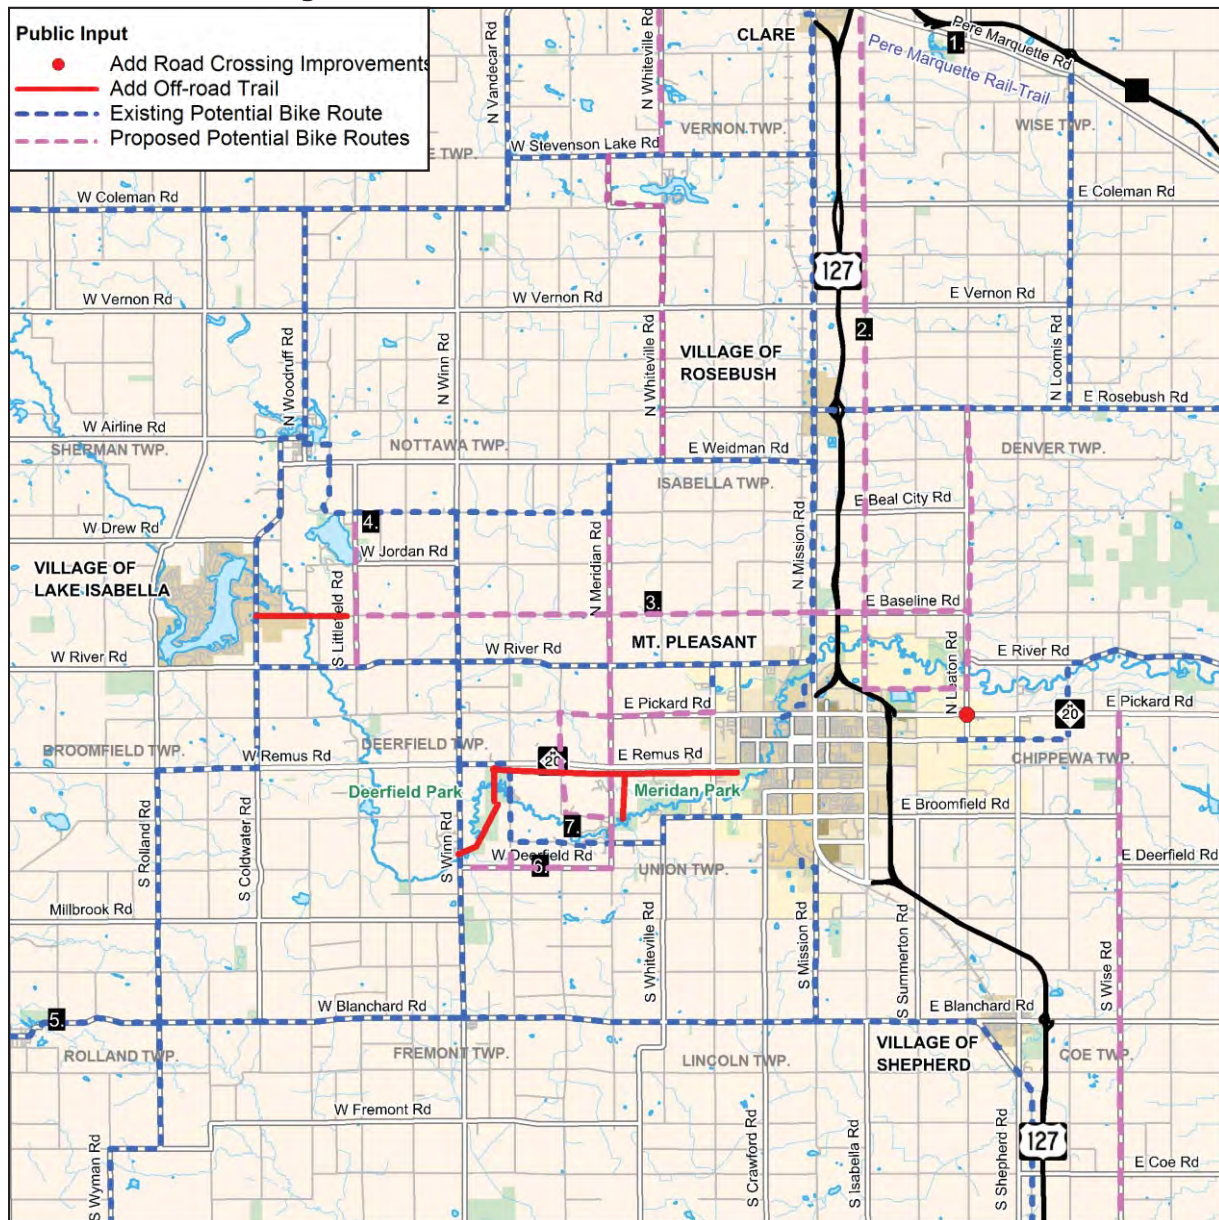 Public Input
Add Road Crossing Improvements
Add Off-road Trail
Existing Potential Bike Route
Proposed Potential Bike Routes
CLARE
1.
Pere Marquette Rd
Pere Marquette Rail-Trail
N Vandecar Rd
N Whiteville Rd
VERNON TWP.
WISE TWP.
W Stevenson Lake Rd
E TWP.
W Coleman Rd
E Coleman Rd
127
W Vernon Rd
W Vernon Rd
E Vernon Rd
2.
N Woodruff Rd
N Winn Rd
N Whiteville Rd
VILLAGE OF
ROSEBUSH
N Loomis Rd
E Rosebush Rd
W Airline Rd
SHERMAN TWP.
NOTTAWA TWP.
E Weidman Rd
DENVER TWP.
ISABELLA TWP.
E Beal City Rd
W Drew Rd
4.
W Jordan Rd
N Mission Rd
VILLAGE OF
LAKE ISABELLA
S Littlefield Rd
N Meridian Rd
3.
E Baseline Rd
W River Rd
W River Rd
MT. PLEASANT
N Leaton Rd
E River Rd
E Pickard Rd
E Pickard Rd
M
20
BROOMFIELD TWP.
W Remus Rd
DEERFIELD TWP.
M
20
E Remus Rd
CHIPPEWA TWP.
Deerfield Park
Meridan Park
E Broomfield Rd
S Rolland Rd
S Coldwater Rd
S Winn Rd
7.
W Deerfield Rd
6.
UNION TWP.
E Deerfield Rd
Millbrook Rd
S Whiteville Rd
S Mission Rd
S Summerton Rd
S Wise Rd
5.
W Blanchard Rd
E Blanchard Rd
ROLLAND TWP.
FREMONT TWP.
LINCOLN TWP.
VILLAGE OF
SHEPHERD
COE TWP.
W Fremont Rd
S Wyman Rd
S Crawford Rd
S Isabella Rd
S Shepherd Rd
127
E Coe Rd